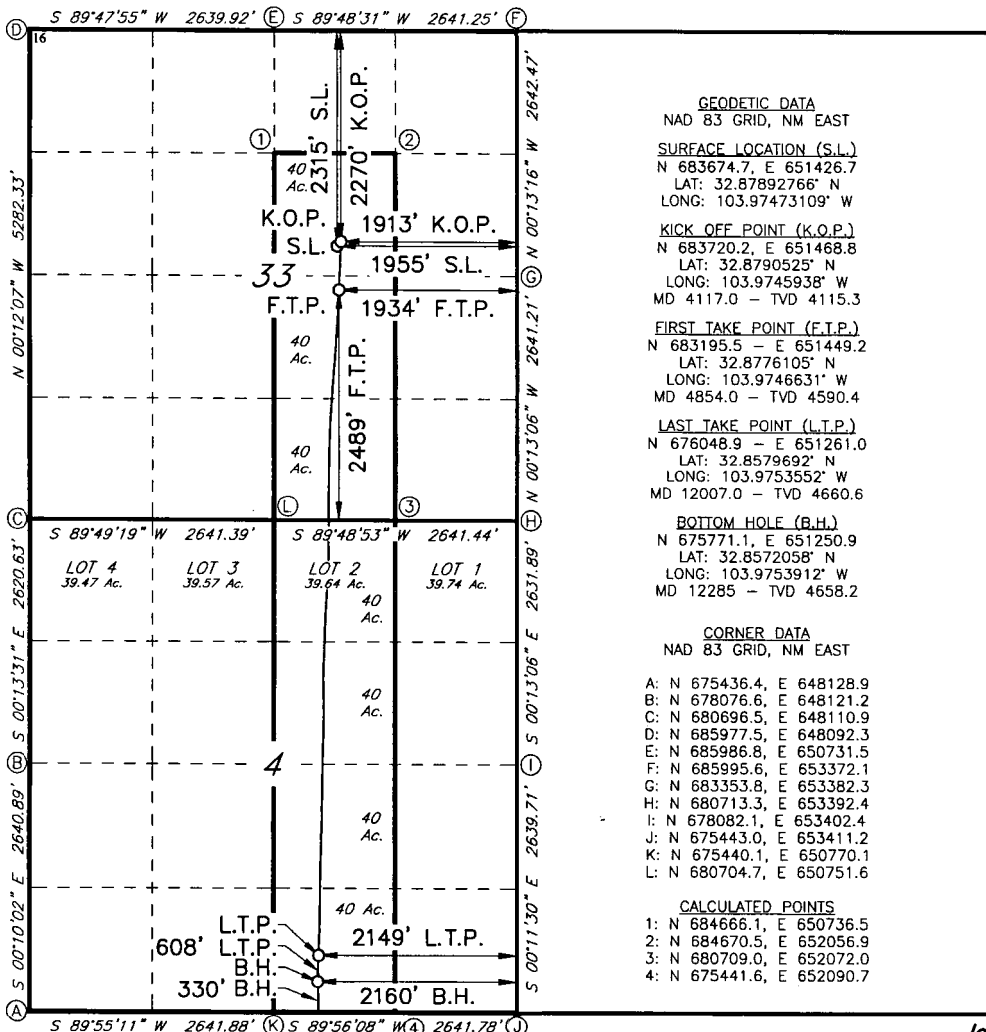 S 89°47'55" W 2639.92' E S 89°48'31" W 2641.25' F
D
16
2642.47'
2315' S.L.
2270' K.O.P.
1
2
40
Ac.
N 00°13'16" W
5282.33'
K.O.P.
1913' K.O.P.
S.L.
1955' S.L.
33
G
F.T.P.
1934' F.T.P.
N 00°12'07" W
2641.21'
40
Ac.
2489' F.T.P.
N 00°13'06" W
40
Ac.
L
3
C
H
S 89°49'19" W 2641.39' S 89°48'53" W 2641.44'
LOT 4
39.47 Ac.
LOT 3
39.57 Ac.
LOT 2
39.64 Ac.
LOT 1
39.74 Ac.
2620.63'
2631.89'
40
Ac.
S 00°13'31" E
S 00°13'06" E
40
Ac.
B
4
I
2640.89'
2639.71'
40
Ac.
S 00°10'02" E
S 00°11'30" E
40 Ac.
L.T.P.
2149' L.T.P.
608' L.T.P.
B.H.
330' B.H.
2160' B.H.
A
S 89°55'11" W 2641.88' K S 89°56'08" W 4 2641.78' J
GEODETIC DATA
NAD 83 GRID, NM EAST
SURFACE LOCATION (S.L.)
N 683674.7, E 651426.7
LAT: 32.87892766° N
LONG: 103.97473109° W
KICK OFF POINT (K.O.P.)
N 683720.2, E 651468.8
LAT: 32.8790525° N
LONG: 103.9745938° W
MD 4117.0 – TVD 4115.3
FIRST TAKE POINT (F.T.P.)
N 683195.5 – E 651449.2
LAT: 32.8776105° N
LONG: 103.9746631° W
MD 4854.0 – TVD 4590.4
LAST TAKE POINT (L.T.P.)
N 676048.9 – E 651261.0
LAT: 32.8579692° N
LONG: 103.9753552° W
MD 12007.0 – TVD 4660.6
BOTTOM HOLE (B.H.)
N 675771.1, E 651250.9
LAT: 32.8572058° N
LONG: 103.9753912° W
MD 12285 – TVD 4658.2
CORNER DATA
NAD 83 GRID, NM EAST
A: N 675436.4, E 648128.9
B: N 678076.6, E 648121.2
C: N 680696.5, E 648110.9
D: N 685977.5, E 648092.3
E: N 685986.8, E 650731.5
F: N 685995.6, E 653372.1
G: N 683353.8, E 653382.3
H: N 680713.3, E 653392.4
I: N 678082.1, E 653402.4
J: N 675443.0, E 653411.2
K: N 675440.1, E 650770.1
L: N 680704.7, E 650751.6
CALCULATED POINTS
1: N 684666.1, E 650736.5
2: N 684670.5, E 652056.9
3: N 680709.0, E 652072.0
4: N 675441.6, E 652090.7